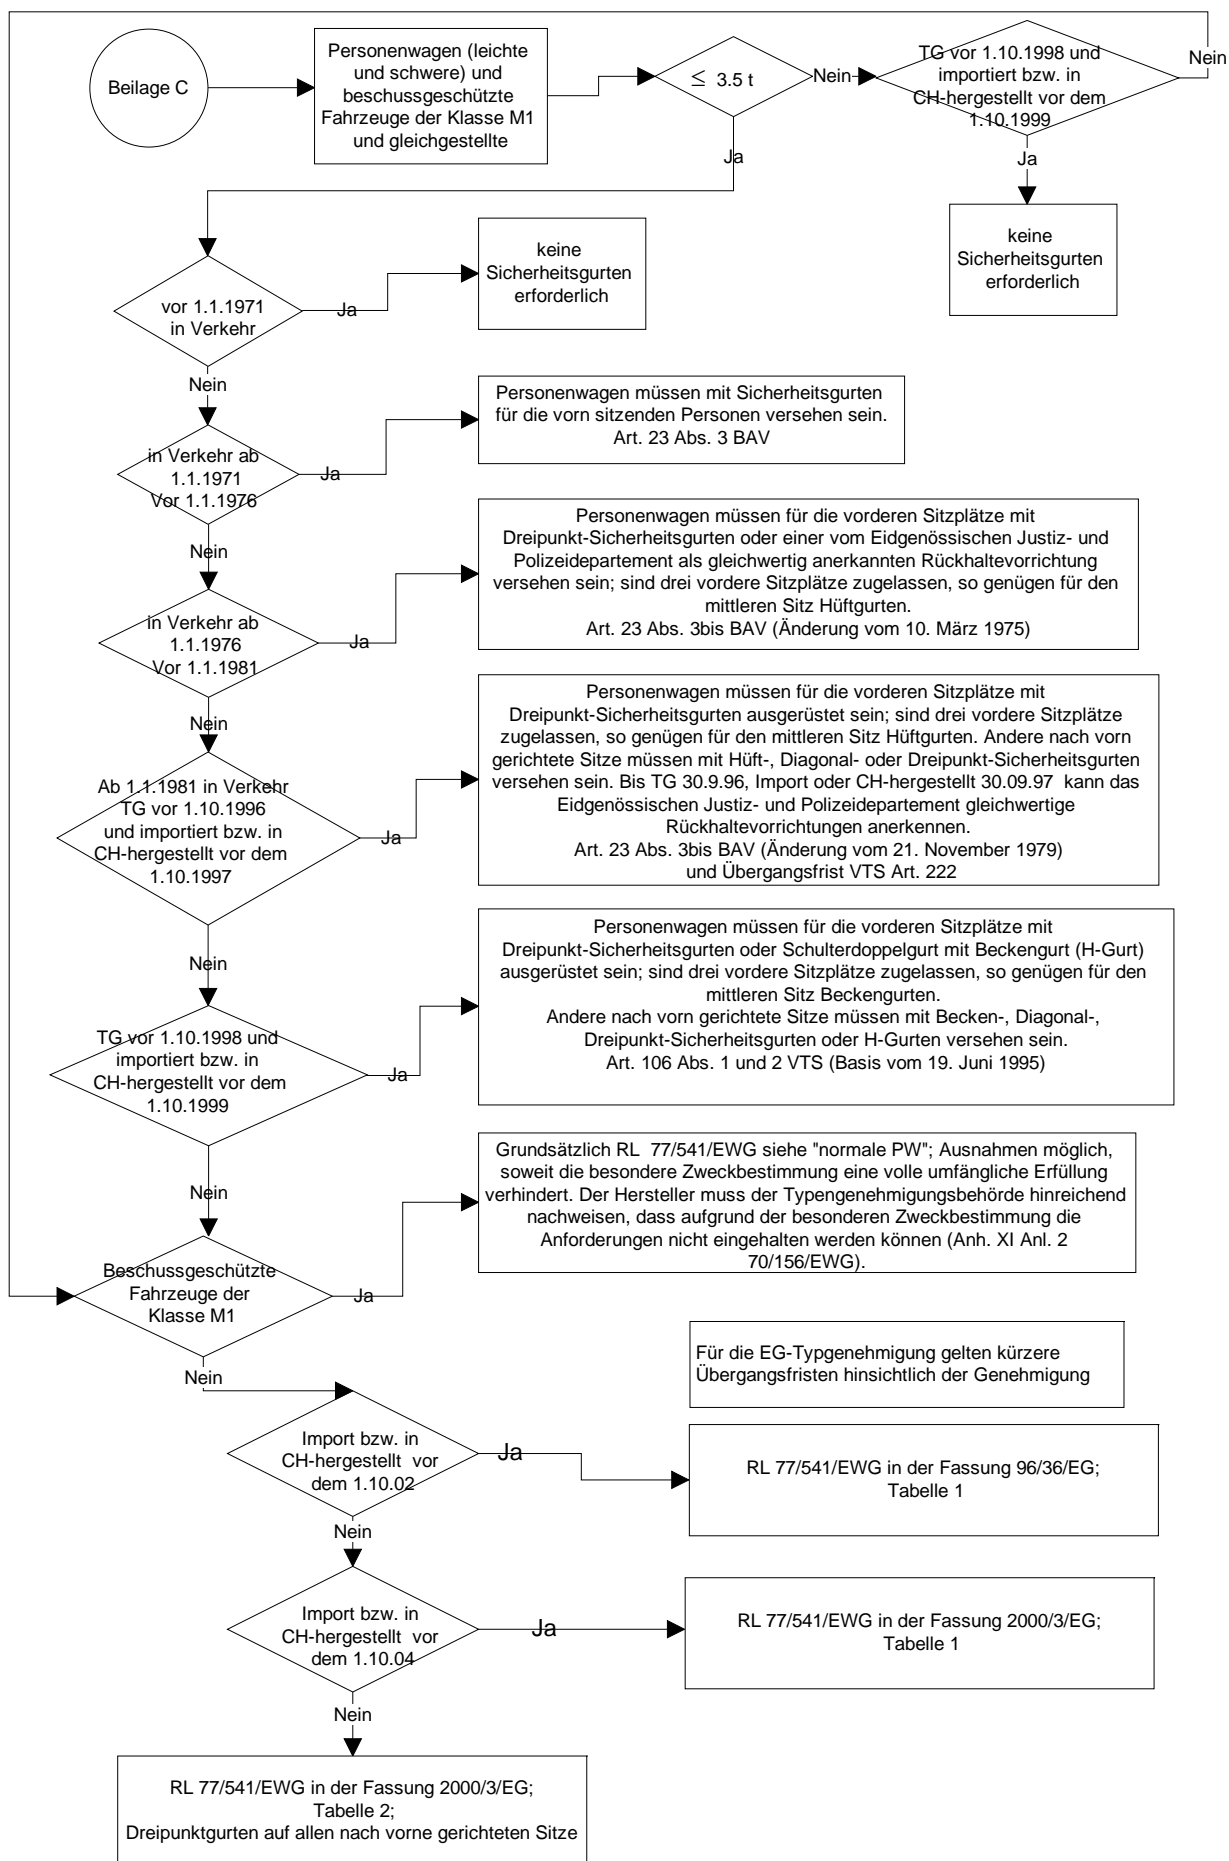 Beilage C
Personenwagen (leichte
und schwere) und
beschussgeschützte
Fahrzeuge der Klasse M1
und gleichgestellte
≤ 3.5 t
Nein
TG vor 1.10.1998 und
importiert bzw. in
CH-hergestellt vor dem
1.10.1999
Nein
Ja
Ja
keine
Sicherheitsgurten
erforderlich
vor 1.1.1971
in Verkehr
Ja
keine
Sicherheitsgurten
erforderlich
Nein
in Verkehr ab
1.1.1971
Vor 1.1.1976
Ja
Personenwagen müssen mit Sicherheitsgurten
für die vorn sitzenden Personen versehen sein.
Art. 23 Abs. 3 BAV
Nein
in Verkehr ab
1.1.1976
Vor 1.1.1981
Ja
Personenwagen müssen für die vorderen Sitzplätze mit
Dreipunkt-Sicherheitsgurten oder einer vom Eidgenössischen Justiz- und
Polizeidepartement als gleichwertig anerkannten Rückhaltevorrichtung
versehen sein; sind drei vordere Sitzplätze zugelassen, so genügen für den
mittleren Sitz Hüftgurten.
Art. 23 Abs. 3bis BAV (Änderung vom 10. März 1975)
Nein
Ab 1.1.1981 in Verkehr
TG vor 1.10.1996
und importiert bzw. in
CH-hergestellt vor dem
1.10.1997
Ja
Personenwagen müssen für die vorderen Sitzplätze mit
Dreipunkt-Sicherheitsgurten ausgerüstet sein; sind drei vordere Sitzplätze
zugelassen, so genügen für den mittleren Sitz Hüftgurten. Andere nach vorn
gerichtete Sitze müssen mit Hüft-, Diagonal- oder Dreipunkt-Sicherheitsgurten
versehen sein. Bis TG 30.9.96, Import oder CH-hergestellt 30.09.97 kann das
Eidgenössischen Justiz- und Polizeidepartement gleichwertige
Rückhaltevorrichtungen anerkennen.
Art. 23 Abs. 3bis BAV (Änderung vom 21. November 1979)
und Übergangsfrist VTS Art. 222
Nein
TG vor 1.10.1998 und
importiert bzw. in
CH-hergestellt vor dem
1.10.1999
Ja
Personenwagen müssen für die vorderen Sitzplätze mit
Dreipunkt-Sicherheitsgurten oder Schulterdoppelgurt mit Beckengurt (H-Gurt)
ausgerüstet sein; sind drei vordere Sitzplätze zugelassen, so genügen für den
mittleren Sitz Beckengurten.
Andere nach vorn gerichtete Sitze müssen mit Becken-, Diagonal-,
Dreipunkt-Sicherheitsgurten oder H-Gurten versehen sein.
Art. 106 Abs. 1 und 2 VTS (Basis vom 19. Juni 1995)
Nein
Beschussgeschützte
Fahrzeuge der
Klasse M1
Ja
Grundsätzlich RL 77/541/EWG siehe "normale PW"; Ausnahmen möglich,
soweit die besondere Zweckbestimmung eine volle umfängliche Erfüllung
verhindert. Der Hersteller muss der Typengenehmigungsbehörde hinreichend
nachweisen, dass aufgrund der besonderen Zweckbestimmung die
Anforderungen nicht eingehalten werden können (Anh. XI Anl. 2
70/156/EWG).
Nein
Für die EG-Typgenehmigung gelten kürzere
Übergangsfristen hinsichtlich der Genehmigung
Import bzw. in
CH-hergestellt vor
dem 1.10.02
Ja
RL 77/541/EWG in der Fassung 96/36/EG;
Tabelle 1
Nein
Import bzw. in
CH-hergestellt vor
dem 1.10.04
Ja
RL 77/541/EWG in der Fassung 2000/3/EG;
Tabelle 1
Nein
RL 77/541/EWG in der Fassung 2000/3/EG;
Tabelle 2;
Dreipunktgurten auf allen nach vorne gerichteten Sitze